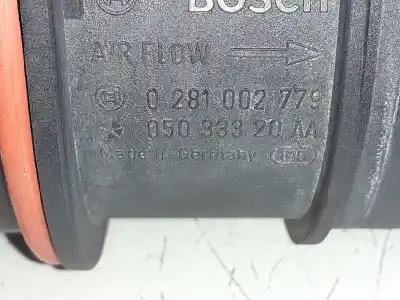 BOSCH
AIR FLOW
0 281 002 779
050 333 20 AA
Made in Germany